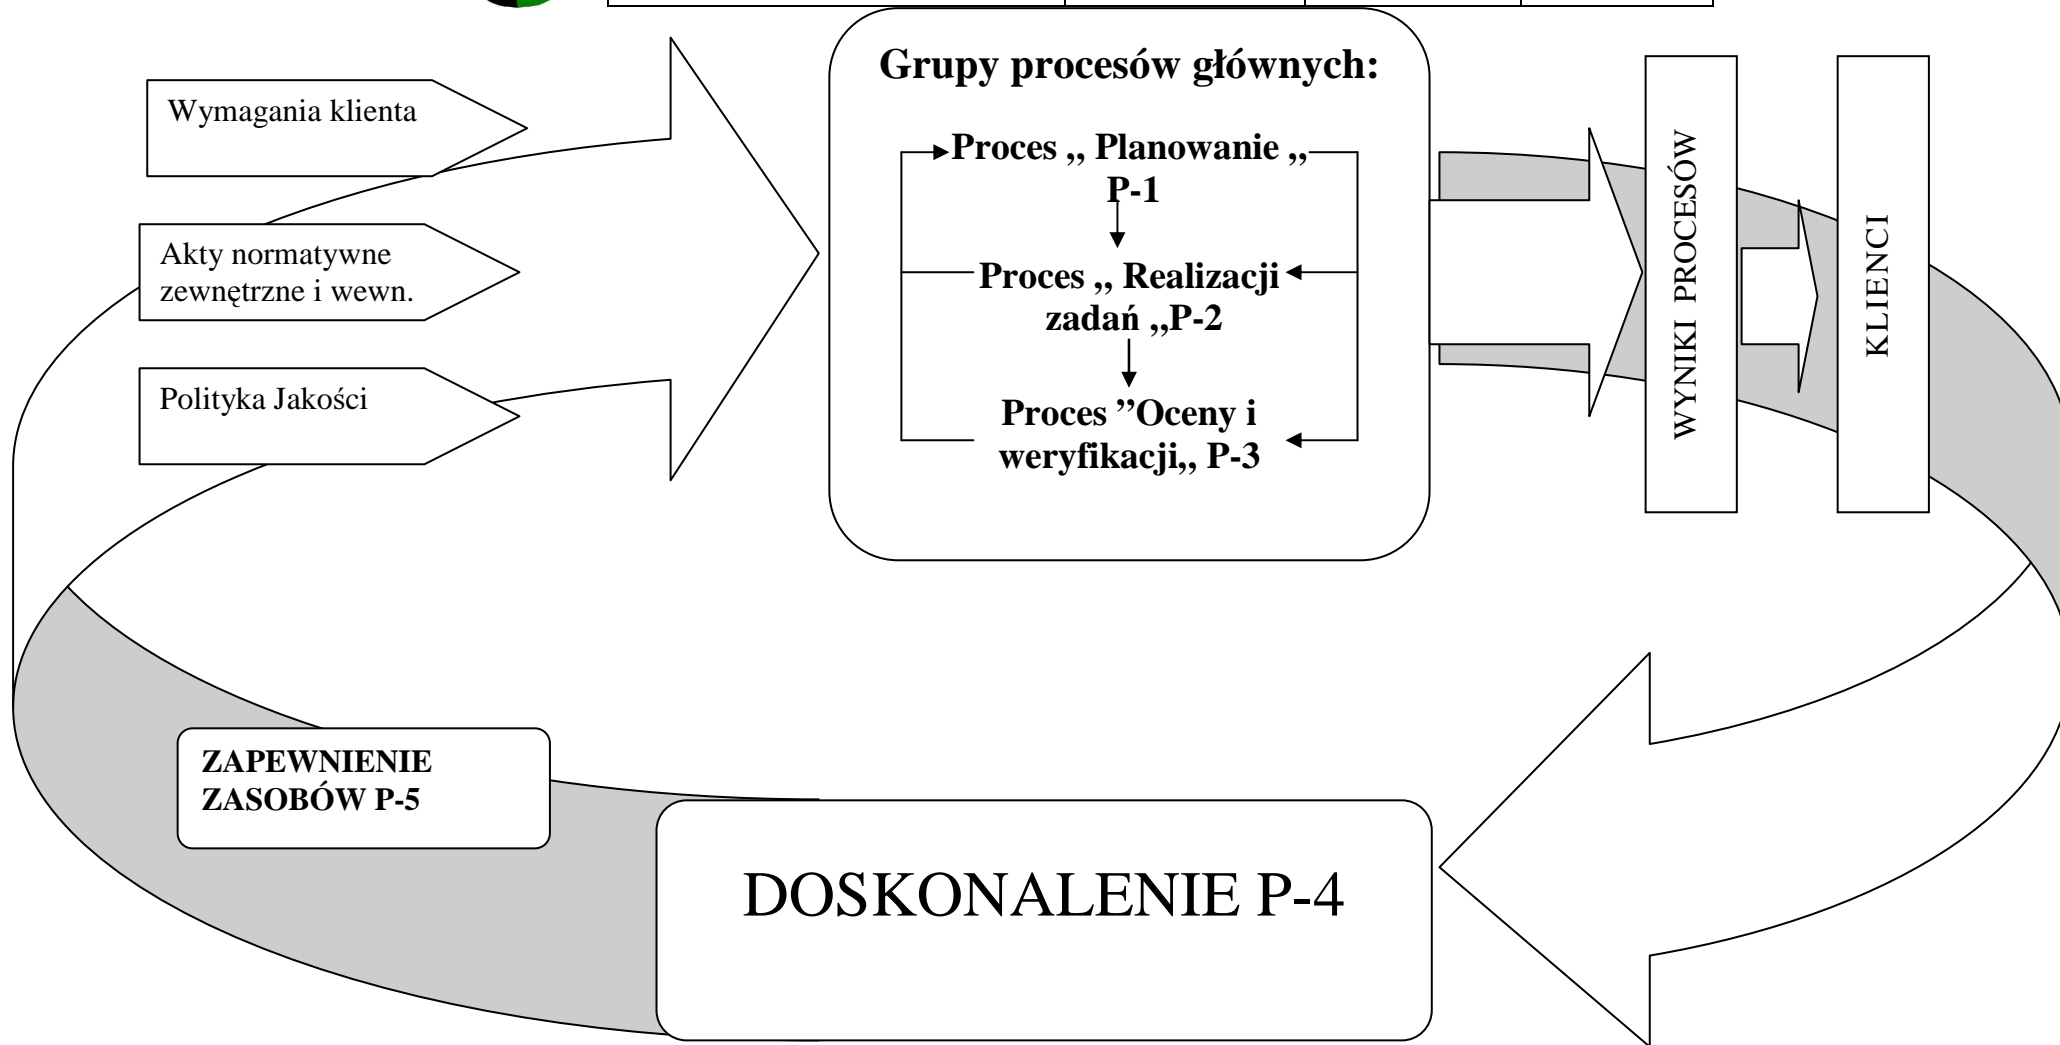 Grupy procesów głównych:
Wymagania klienta
Proces „ Planowanie „
P-1
Akty normatywne
zewnętrzne i wewn.
Proces „ Realizacji
zadań „P-2
Polityka Jakości
Proces ”Oceny i
weryfikacji„ P-3
WYNIKI PROCESÓW
KLIENCI
ZAPEWNIENIE
ZASOBÓW P-5
DOSKONALENIE P-4